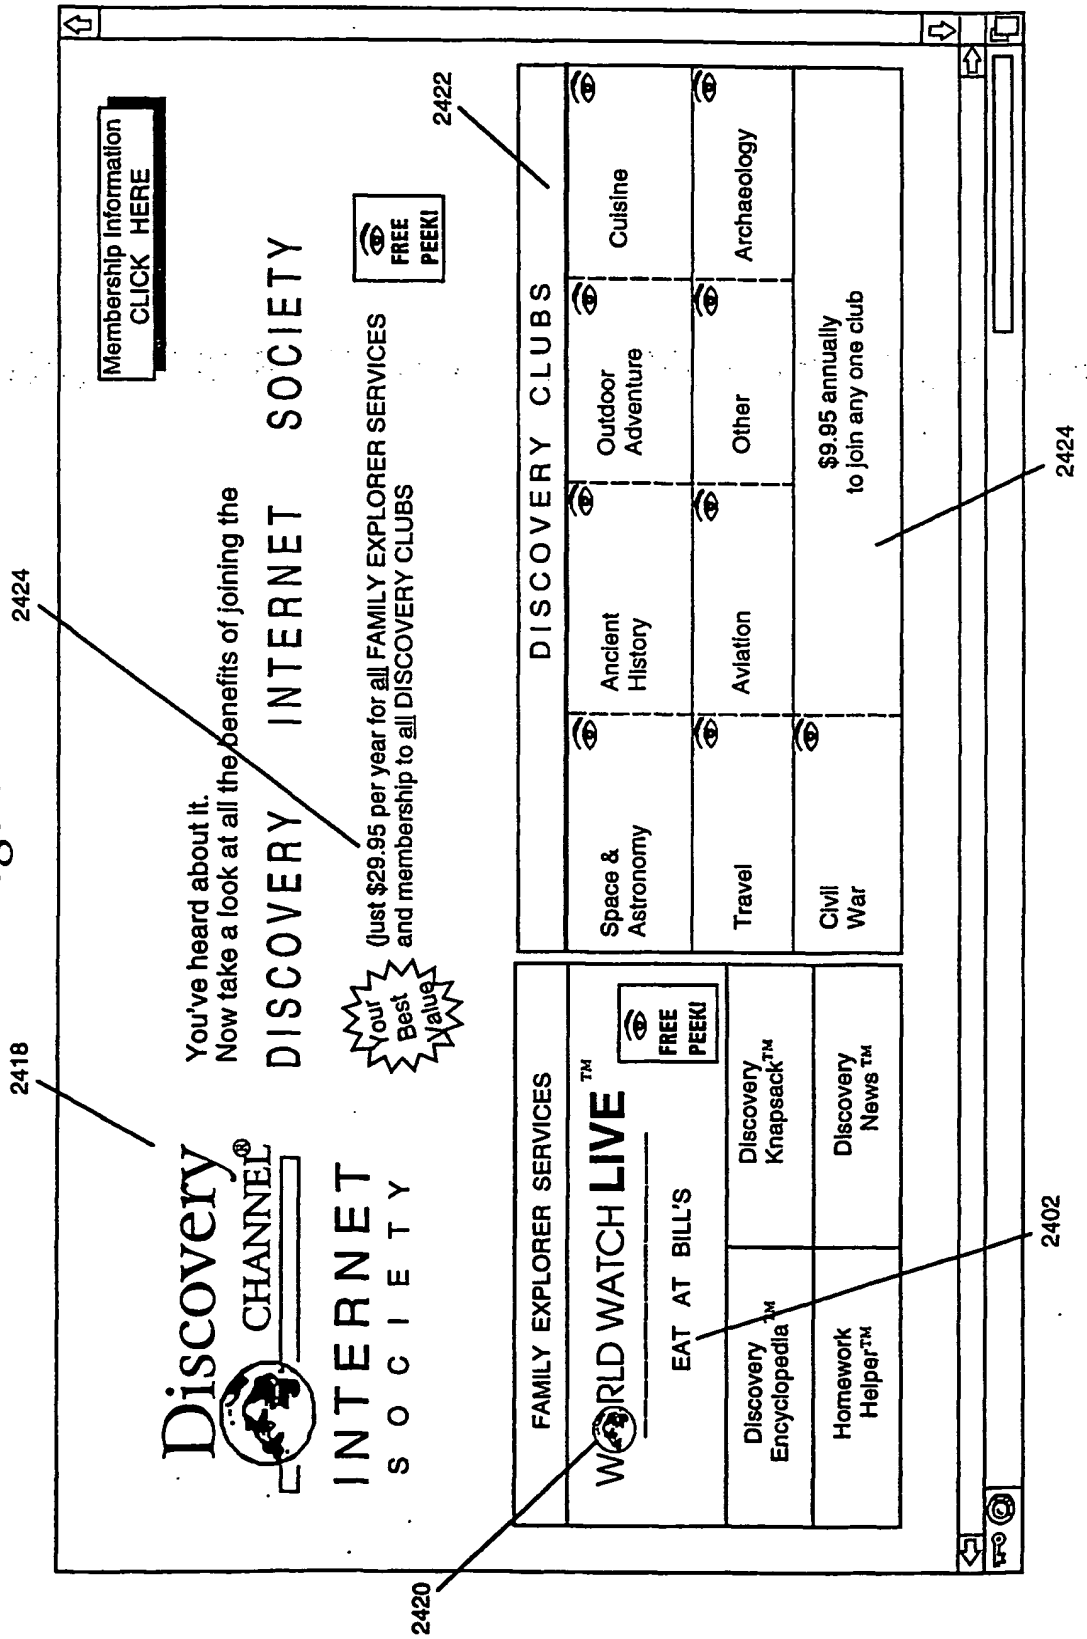 2418
2424
Discovery
CHANNEL®
INTERNET
SOCIETY
Membership Information
CLICK HERE
You've heard about it.
Now take a look at all the benefits of joining the
DISCOVERY INTERNET SOCIETY
Your
Best
Value
(just $29.95 per year for all FAMILY EXPLORER SERVICES
and membership to all DISCOVERY CLUBS
FREE
PEEK!
2420
2422
FAMILY EXPLORER SERVICES
WORLD WATCH LIVE™
EAT AT BILL'S
FREE
PEEK!
Discovery
Encyclopedia™
Discovery
Knapsack™
Homework
Helper™
Discovery
News™
DISCOVERY CLUBS
Space &
Astronomy
Ancient
History
Outdoor
Adventure
Cuisine
Travel
Aviation
Other
Archaeology
Civil
War
$9.95 annually
to join any one club
2402
2424